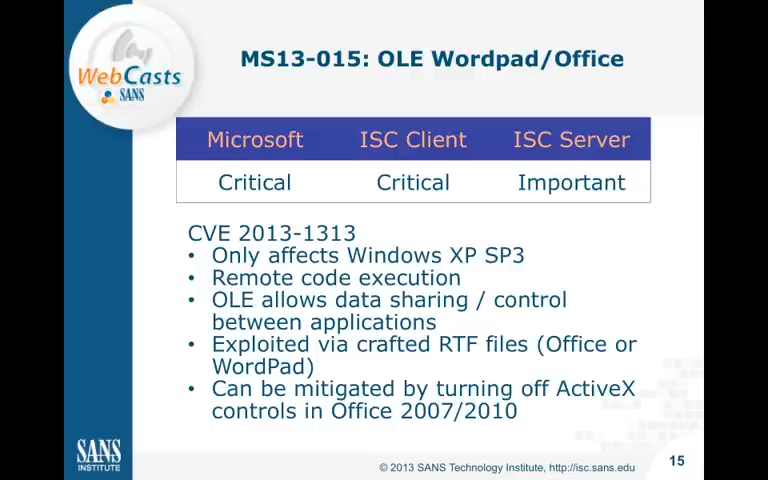 WebCasts
SANS
MS13-015: OLE Wordpad/Office
Microsoft ISC Client ISC Server
Critical Critical Important
CVE 2013-1313
• Only affects Windows XP SP3
• Remote code execution
• OLE allows data sharing / control
between applications
• Exploited via crafted RTF files (Office or
WordPad)
• Can be mitigated by turning off ActiveX
controls in Office 2007/2010
SANS
INSTITUTE
© 2013 SANS Technology Institute, http://isc.sans.edu
15